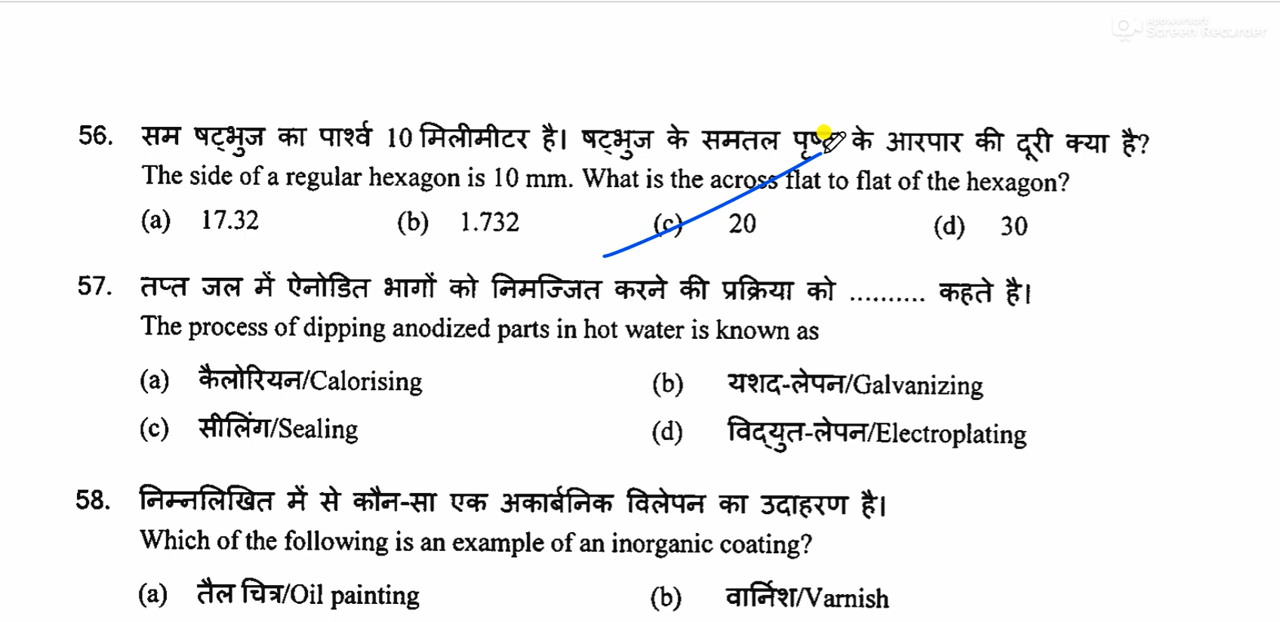 Apowersoft
Screen Recorder
56. सम षट्भुज का पार्श्व 10 मिलीमीटर है। षट्भुज के समतल पृष्ठ के आरपार की दूरी क्या है?
The side of a regular hexagon is 10 mm. What is the across flat to flat of the hexagon?
(a) 17.32 (b) 1.732 (c) 20 (d) 30
57. तप्त जल में ऐनोडित भागों को निमज्जित करने की प्रक्रिया को .......... कहते है।
The process of dipping anodized parts in hot water is known as
(a) कैलोरियन/Calorising (b) यशद-लेपन/Galvanizing
(c) सीलिंग/Sealing (d) विद्युत-लेपन/Electroplating
58. निम्नलिखित में से कौन-सा एक अकार्बनिक विलेपन का उदाहरण है।
Which of the following is an example of an inorganic coating?
(a) तैल चित्र/Oil painting (b) वार्निश/Varnish